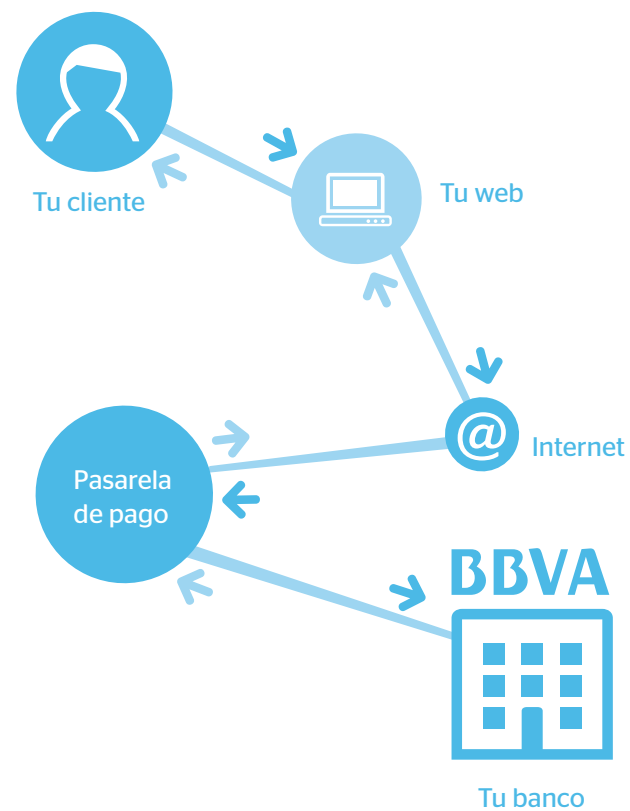 Tu cliente
Tu web
@
Internet
Pasarela
de pago
BBVA
Tu banco